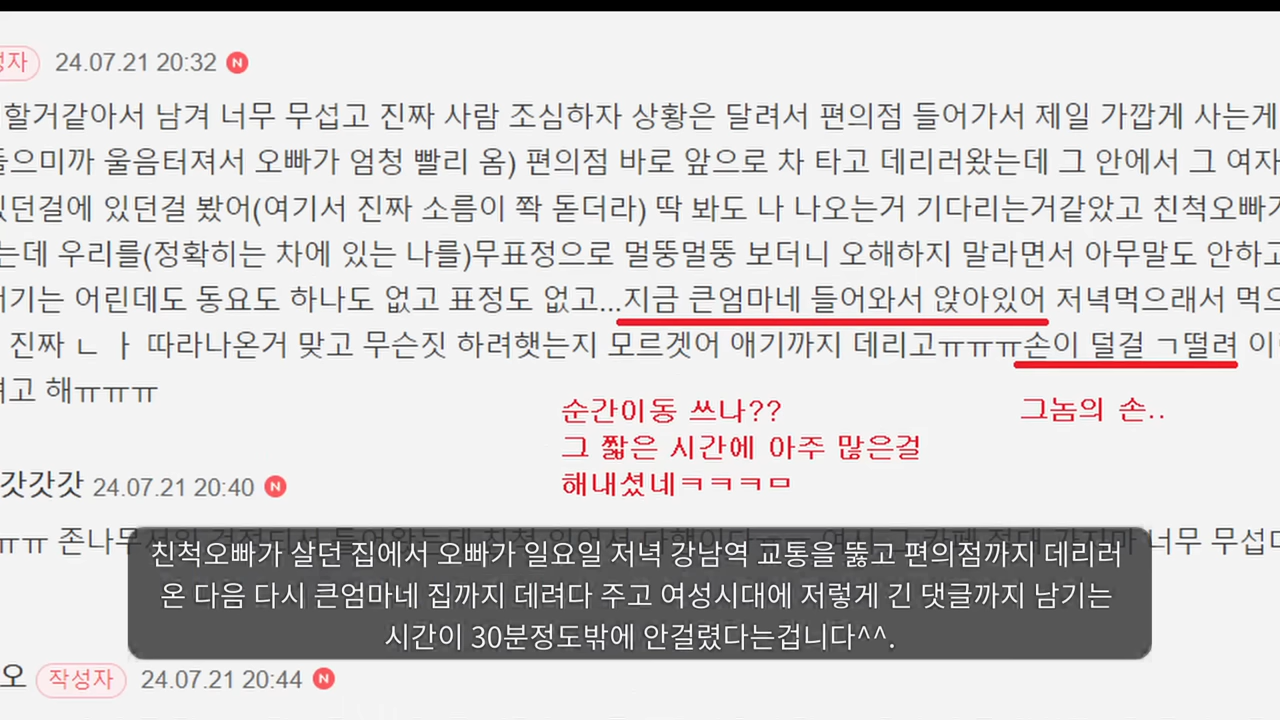 성자 24.07.21 20:32 N
할거같아서 남겨 너무 무섭고 진짜 사람 조심하자 상황은 달려서 편의점 들어가서 제일 가깝게 사는게
들으미까 울음터져서 오빠가 엄청 빨리 옴) 편의점 바로 앞으로 차 타고 데리러왔는데 그 안에서 그 여자
있던걸에 있던걸 봤어(여기서 진짜 소름이 쫙 돋더라) 딱 봐도 나 나오는거 기다리는거같았고 친척오빠가
는데 우리를(정확히는 차에 있는 나를)무표정으로 멀뚱멀뚱 보더니 오해하지 말라면서 아무말도 안하고
기는 어린데도 동요도 하나도 없고 표정도 없고...지금 큰엄마네 들어와서 앉아있어 저녁먹으래서 먹으
진짜 ㄴ ㅏ 따라나온거 맞고 무슨짓 하려햇는지 모르겟어 애기까지 데리고ㅠㅠㅠ손이 덜걸 ㄱ떨려
고 해ㅠㅠㅠ
순간이동 쓰나??
그 짧은 시간에 아주 많은걸
해내셨네ㅋㅋㅋㅁ
그놈의 손..
갓갓갓 24.07.21 20:40 N
ㅠㅠ 존나무 너무 무섭
친척오빠가 살던 집에서 오빠가 일요일 저녁 강남역 교통을 뚫고 편의점까지 데리러
온 다음 다시 큰엄마네 집까지 데려다 주고 여성시대에 저렇게 긴 댓글까지 남기는
시간이 30분정도밖에 안걸렸다는겁니다^^.
오 작성자 24.07.21 20:44 N